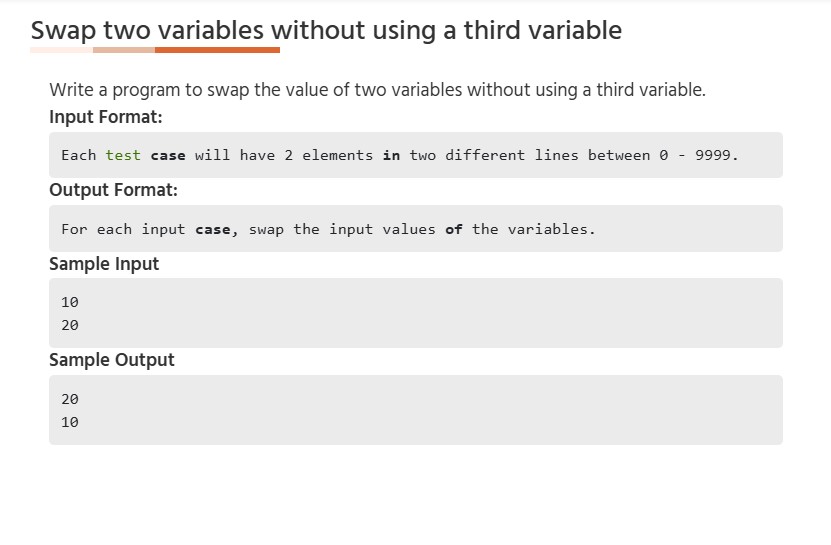 Swap two variables without using a third variable
Write a program to swap the value of two variables without using a third variable.
Input Format:
Each test case will have 2 elements in two different lines between 0 - 9999.
Output Format:
For each input case, swap the input values of the variables.
Sample Input
10
20
Sample Output
20
10